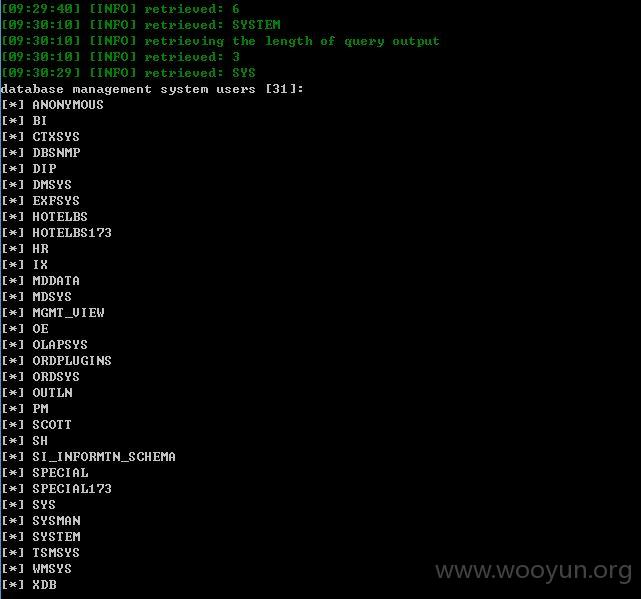 [09:29:40] [INFO] retrieved: 6
[09:30:10] [INFO] retrieved: SYSTEM
[09:30:10] [INFO] retrieving the length of query output
[09:30:10] [INFO] retrieved: 3
[09:30:29] [INFO] retrieved: SYS
database management system users [31]:
[*] ANONYMOUS
[*] BI
[*] CTXSYS
[*] DBSNMP
[*] DIP
[*] DMSYS
[*] EXFSYS
[*] HOTELBS
[*] HOTELBS173
[*] HR
[*] IX
[*] MDDATA
[*] MDSYS
[*] MGMT_VIEW
[*] OE
[*] OLAPSYS
[*] ORDPLUGINS
[*] ORDSYS
[*] OUTLN
[*] PM
[*] SCOTT
[*] SH
[*] SI_INFORMTN_SCHEMA
[*] SPECIAL
[*] SPECIAL173
[*] SYS
[*] SYSMAN
[*] SYSTEM
[*] TSMSYS
[*] WMSYS
[*] XDB
www.wooyun.org